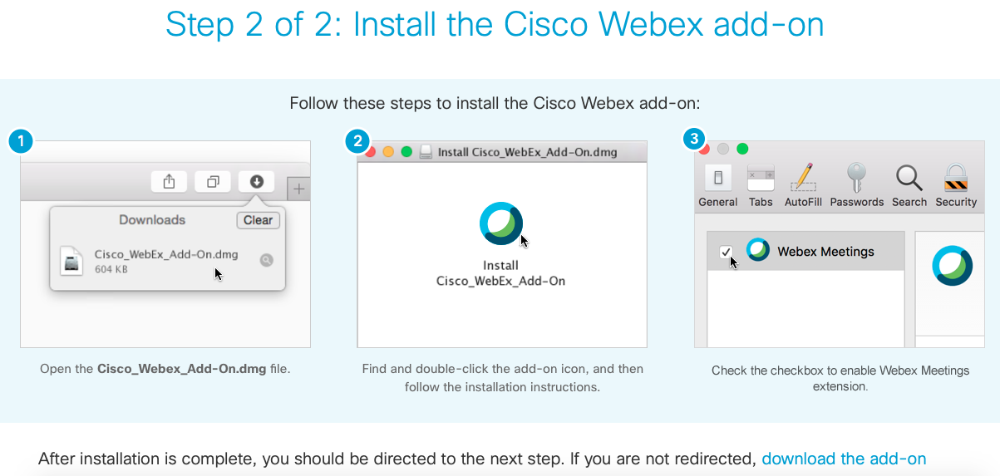 Step 2 of 2: Install the Cisco Webex add-on
Follow these steps to install the Cisco Webex add-on:
1
Downloads
Clear
Cisco_WebEx_Add-On.dmg
604 KB
Open the Cisco_Webex_Add-On.dmg file.
2
Install Cisco_WebEx_Add-On.dmg
Install
Cisco_WebEx_Add-On
Find and double-click the add-on icon, and then
follow the installation instructions.
3
General Tabs AutoFill Passwords Search Security
Webex Meetings
Check the checkbox to enable Webex Meetings
extension.
After installation is complete, you should be directed to the next step. If you are not redirected, download the add-on